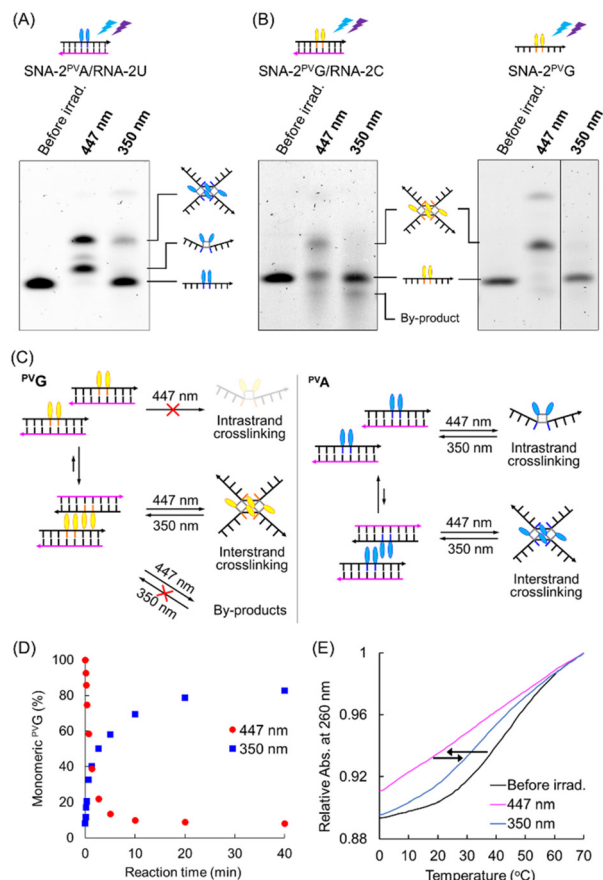 (A)
SNA-2PVA/RNA-2U
Before irrad.
447 nm
350 nm
(B)
SNA-2PVG/RNA-2C
SNA-2PVG
Before irrad.
447 nm
350 nm
Before irrad.
447 nm
350 nm
By-product
(C)
PVG
447 nm
Intrastrand
crosslinking
447 nm
350 nm
Interstrand
crosslinking
447 nm
350 nm
By-products
PVA
447 nm
350 nm
Intrastrand
crosslinking
447 nm
350 nm
Interstrand
crosslinking
(D)
Monomeric PVG (%)
100
80
60
40
20
0
447 nm
350 nm
0 10 20 30 40
Reaction time (min)
(E)
Relative Abs. at 260 nm
1
0.96
0.92
0.88
Before irrad.
447 nm
350 nm
0 10 20 30 40 50 60 70
Temperature (°C)